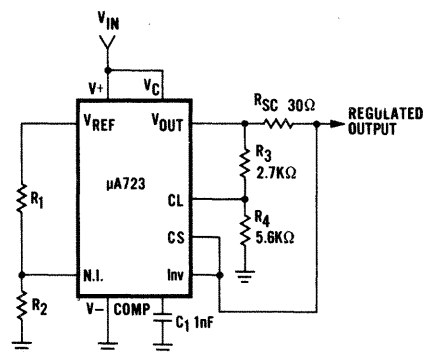 VIN
V+
VC
RSC 30Ω
REGULATED
OUTPUT
VREF
VOUT
R3
2.7KΩ
μA723
R1
CL
R4
5.6KΩ
CS
N.I.
Inv
R2
V−
COMP
C1 1nF